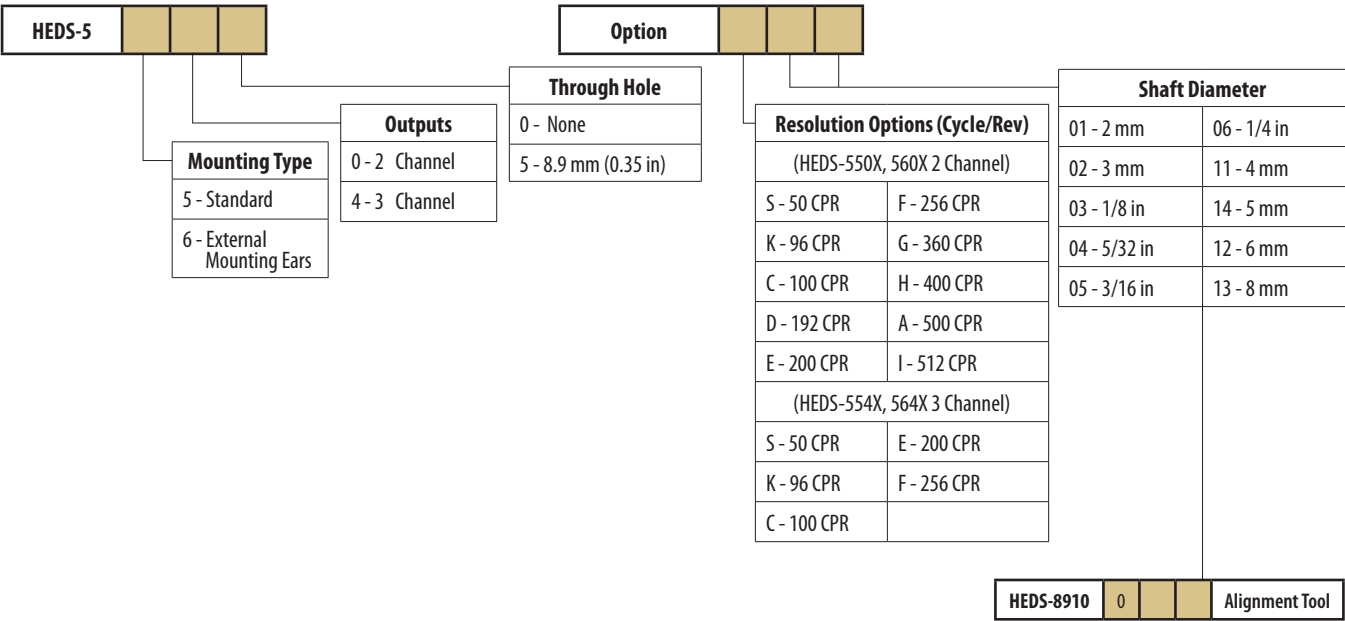 HEDS-5
Option
Through Hole
0 - None
5 - 8.9 mm (0.35 in)
Outputs
0 - 2 Channel
4 - 3 Channel
Mounting Type
5 - Standard
6 - External
Mounting Ears
Resolution Options (Cycle/Rev)
(HEDS-550X, 560X 2 Channel)
S - 50 CPR F - 256 CPR
K - 96 CPR G - 360 CPR
C - 100 CPR H - 400 CPR
D - 192 CPR A - 500 CPR
E - 200 CPR I - 512 CPR
(HEDS-554X, 564X 3 Channel)
S - 50 CPR E - 200 CPR
K - 96 CPR F - 256 CPR
C - 100 CPR
Shaft Diameter
01 - 2 mm 06 - 1/4 in
02 - 3 mm 11 - 4 mm
03 - 1/8 in 14 - 5 mm
04 - 5/32 in 12 - 6 mm
05 - 3/16 in 13 - 8 mm
HEDS-8910 0 Alignment Tool